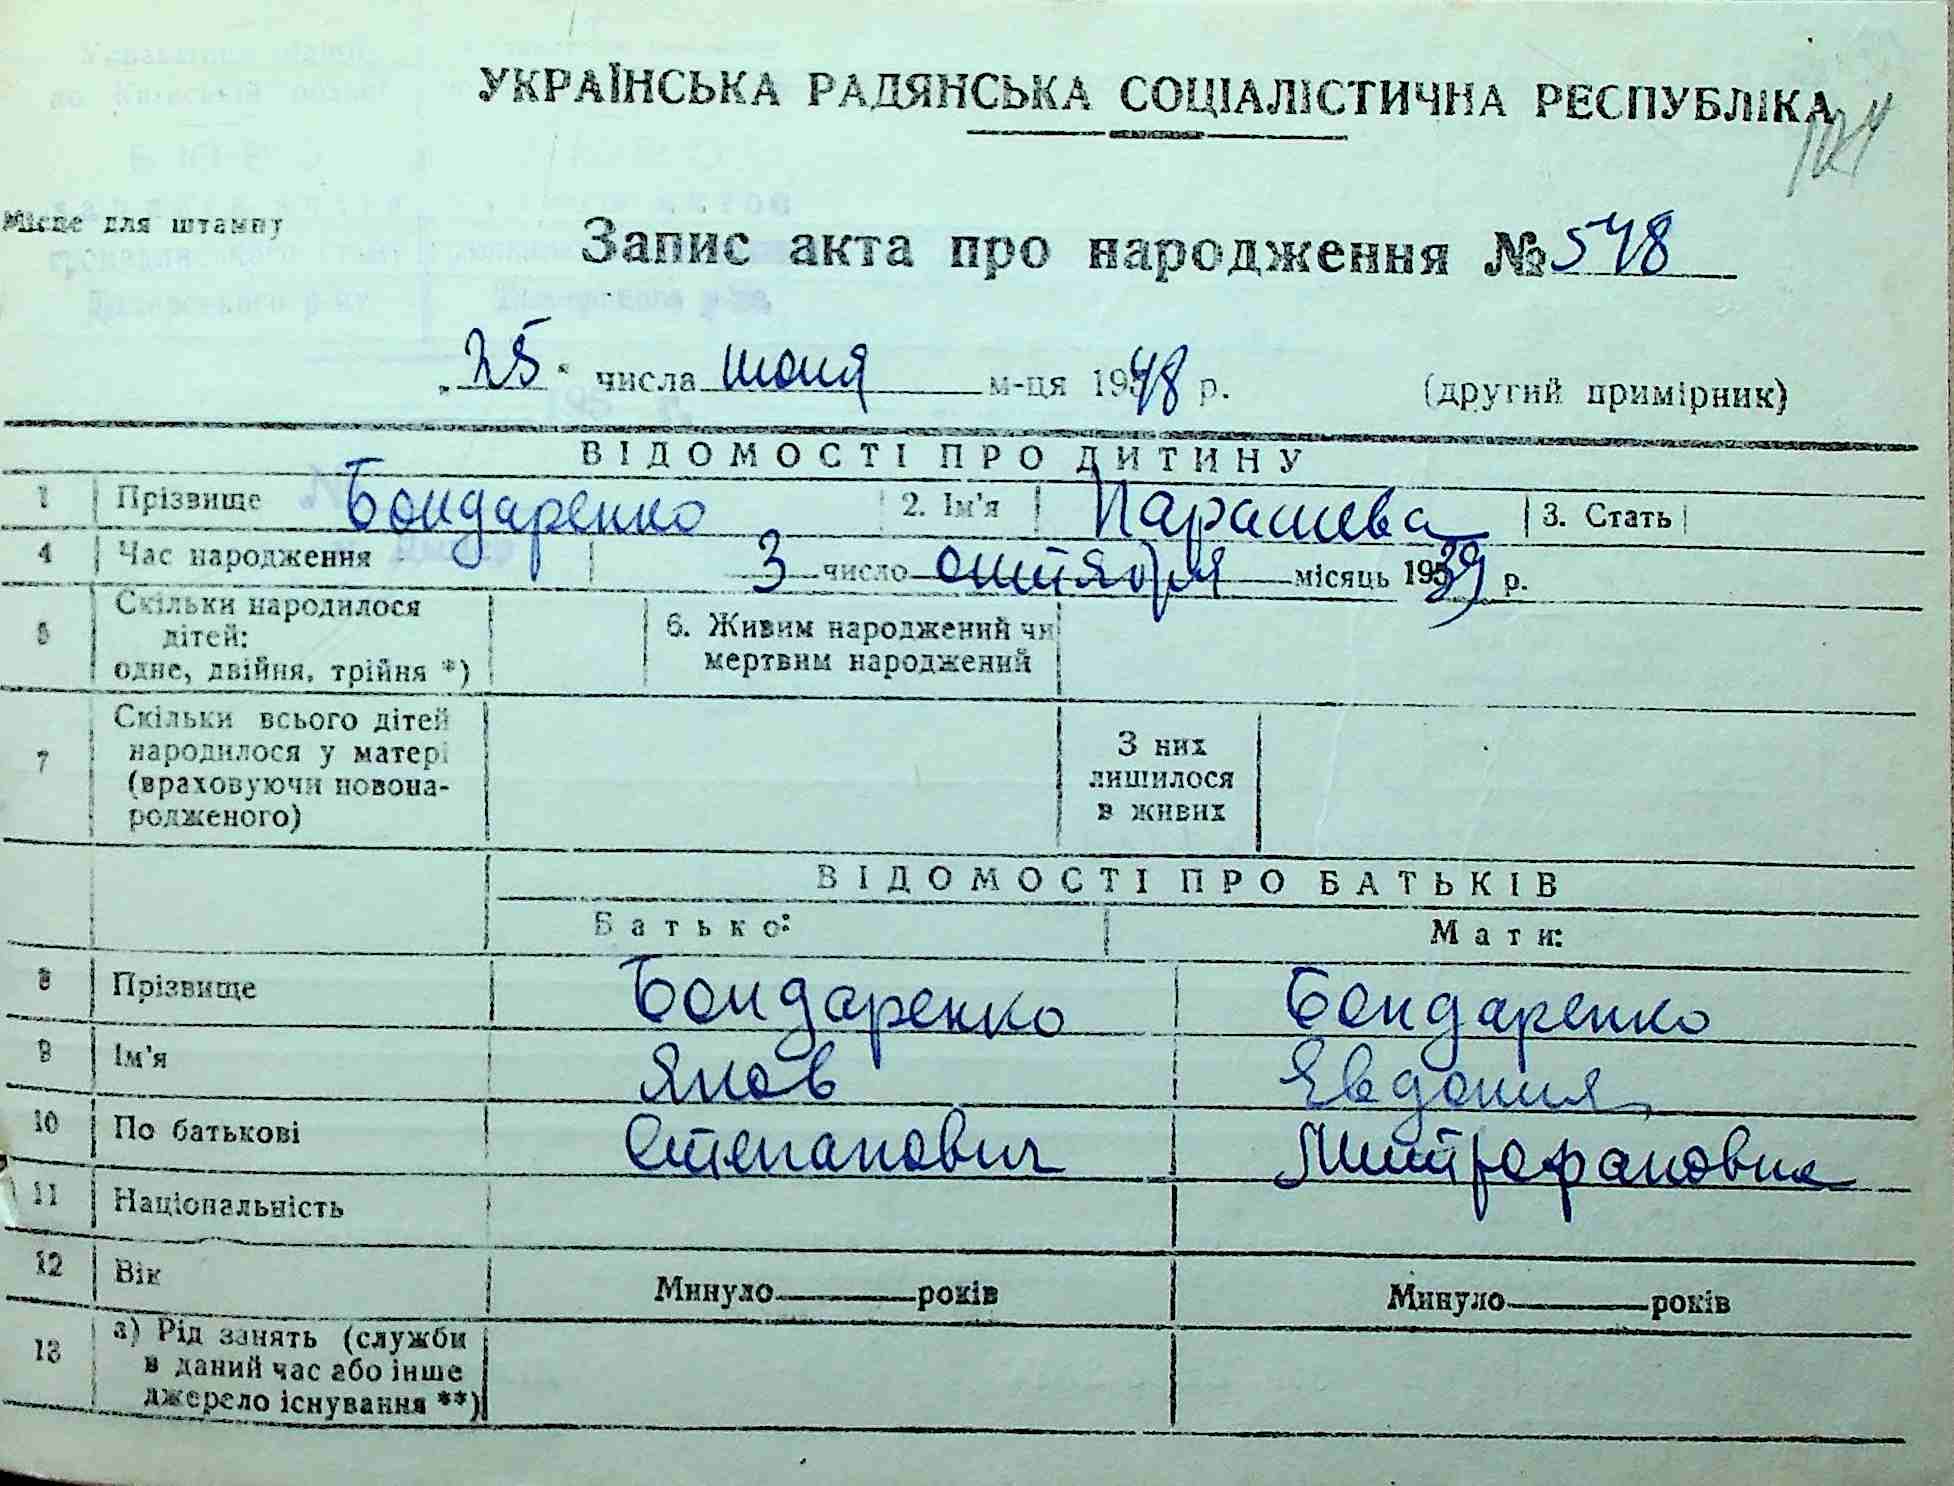 УКРАЇНСЬКА РАДЯНСЬКА СОЦІАЛІСТИЧНА РЕСПУБЛІКА
Місце для штампу
Запис акта про народження № 548
„25“ числа июня м-ця 1948 р. (другий примірник)
ВІДОМОСТІ ПРО ДИТИНУ
1 Прізвище Бондаренко 2. Ім'я Парасковья 3. Стать
4 Час народження 3 число октября місяць 1939 р.
5 Скільки народилося дітей: одне, двійня, трійня *) 6. Живим народжений чи мертвим народжений
7 Скільки всього дітей народилося у матері (враховуючи новона-родженого) З них лишилося в живих
ВІДОМОСТІ ПРО БАТЬКІВ
Батько: Мати:
8 Прізвище Бондаренко Бондаренко
9 Ім'я Яков Евдокия
10 По батькові Степанович Митрофановна
11 Національність
12 Вік Минуло років Минуло років
13 а) Рід занять (служби в даний час або інше джерело існування **)